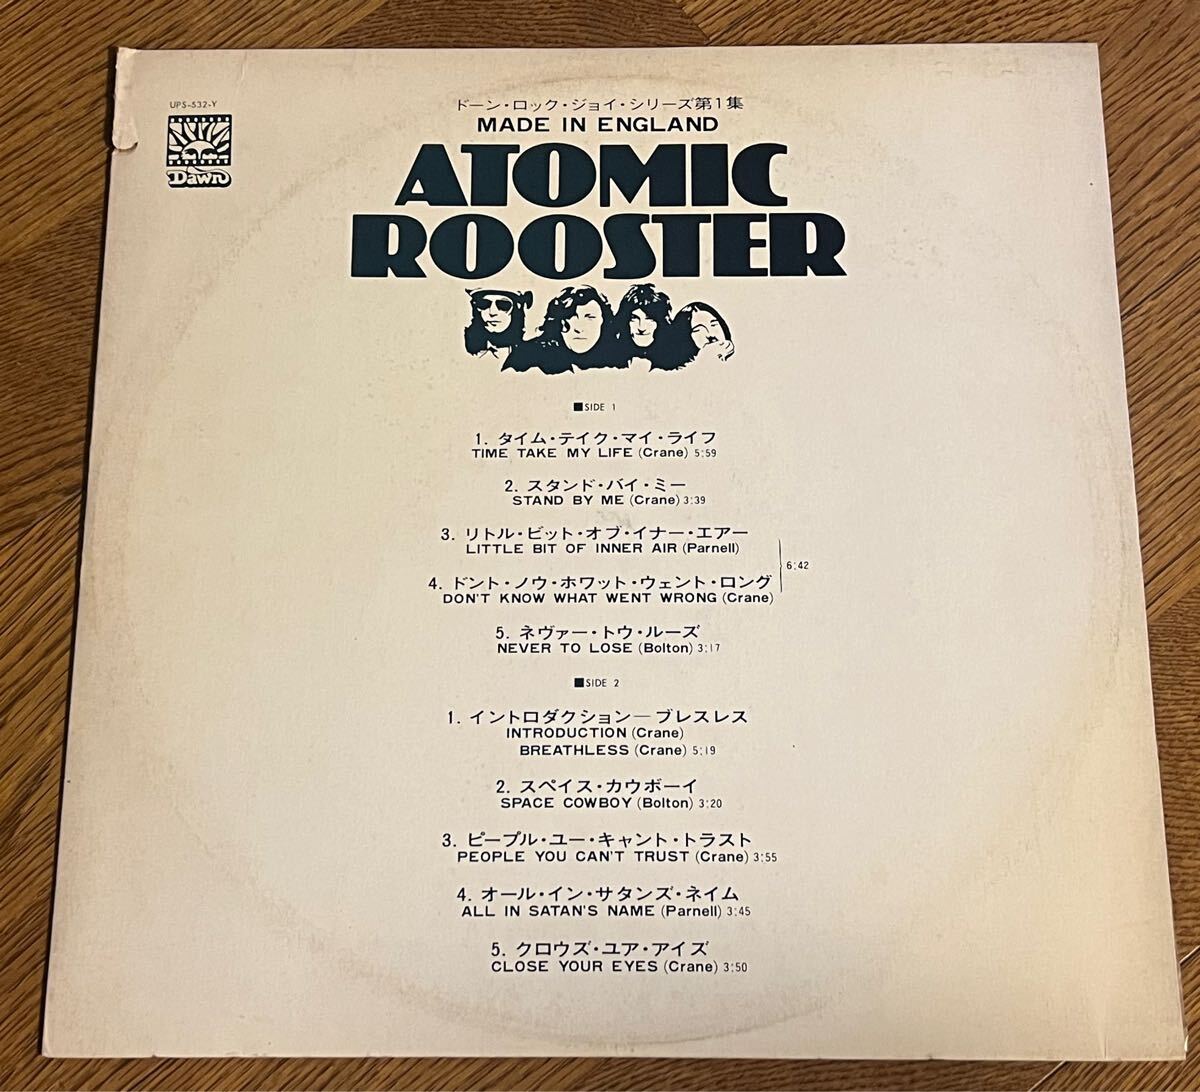 UPS-532-Y
Dawn
ドーン・ロック・ジョイ・シリーズ第1集
MADE IN ENGLAND
ATOMIC
ROOSTER
■SIDE 1
1. タイム・テイク・マイ・ライフ
TIME TAKE MY LIFE (Crane) 5:59
2. スタンド・バイ・ミー
STAND BY ME (Crane) 3:39
3. リトル・ビット・オブ・イナー・エアー
LITTLE BIT OF INNER AIR (Parnell)
6:42
4. ドント・ノウ・ホワット・ウェント・ロング
DON'T KNOW WHAT WENT WRONG (Crane)
5. ネヴァー・トウ・ルーズ
NEVER TO LOSE (Bolton) 3:17
■SIDE 2
1. イントロダクション―ブレスレス
INTRODUCTION (Crane)
BREATHLESS (Crane) 5:19
2. スペイス・カウボーイ
SPACE COWBOY (Bolton) 3:20
3. ピープル・ユー・キャント・トラスト
PEOPLE YOU CAN'T TRUST (Crane) 3:55
4. オール・イン・サタンズ・ネイム
ALL IN SATAN'S NAME (Parnell) 3:45
5. クロウズ・ユア・アイズ
CLOSE YOUR EYES (Crane) 3:50